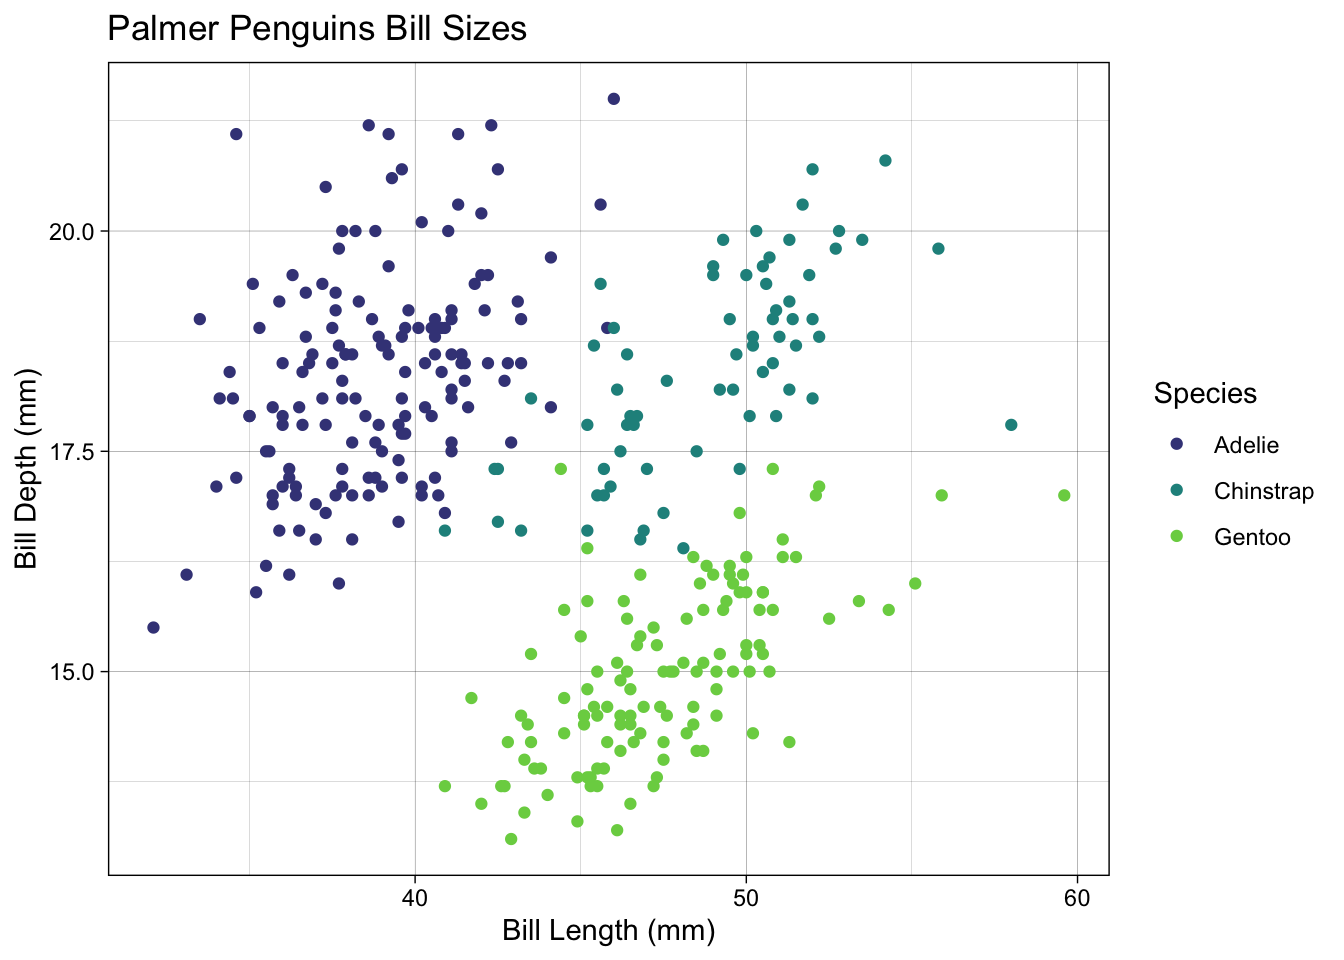 Palmer Penguins Bill Sizes
20.0
17.5
15.0
Bill Depth (mm)
40
50
60
Bill Length (mm)
Species
Adelie
Chinstrap
Gentoo